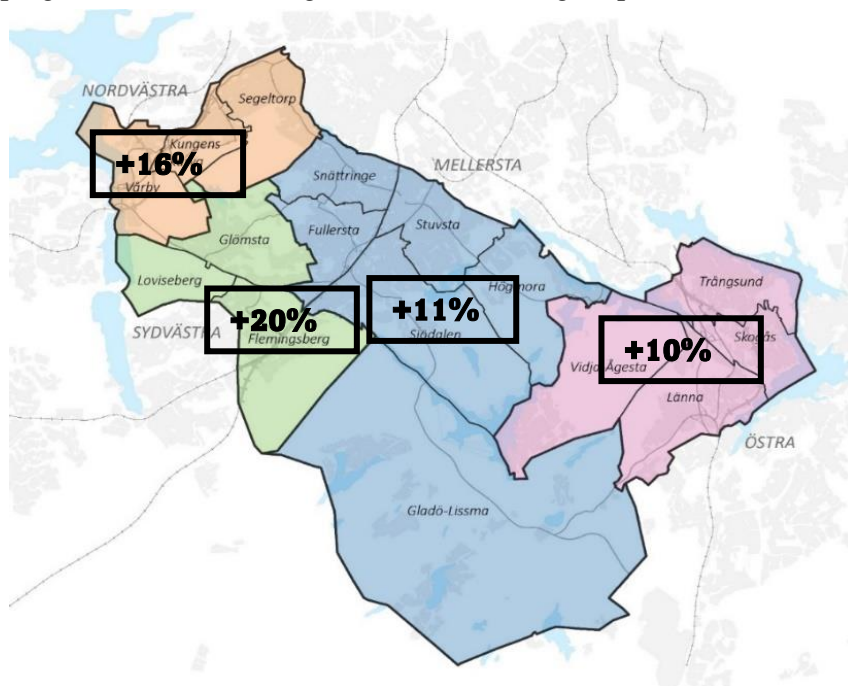 NORDVÄSTRA
Segeltorp
Kungens
+16%
Vårby
MELLERSTA
Snättringe
Glömsta
Fullersta
Stuvsta
Loviseberg
Högmora
Trångsund
SYDVÄSTRA
+20%
Flemingsberg
+11%
Sjödalen
Skogås
+10%
Vidja Ågesta
Länna
ÖSTRA
Gladö-Lissma